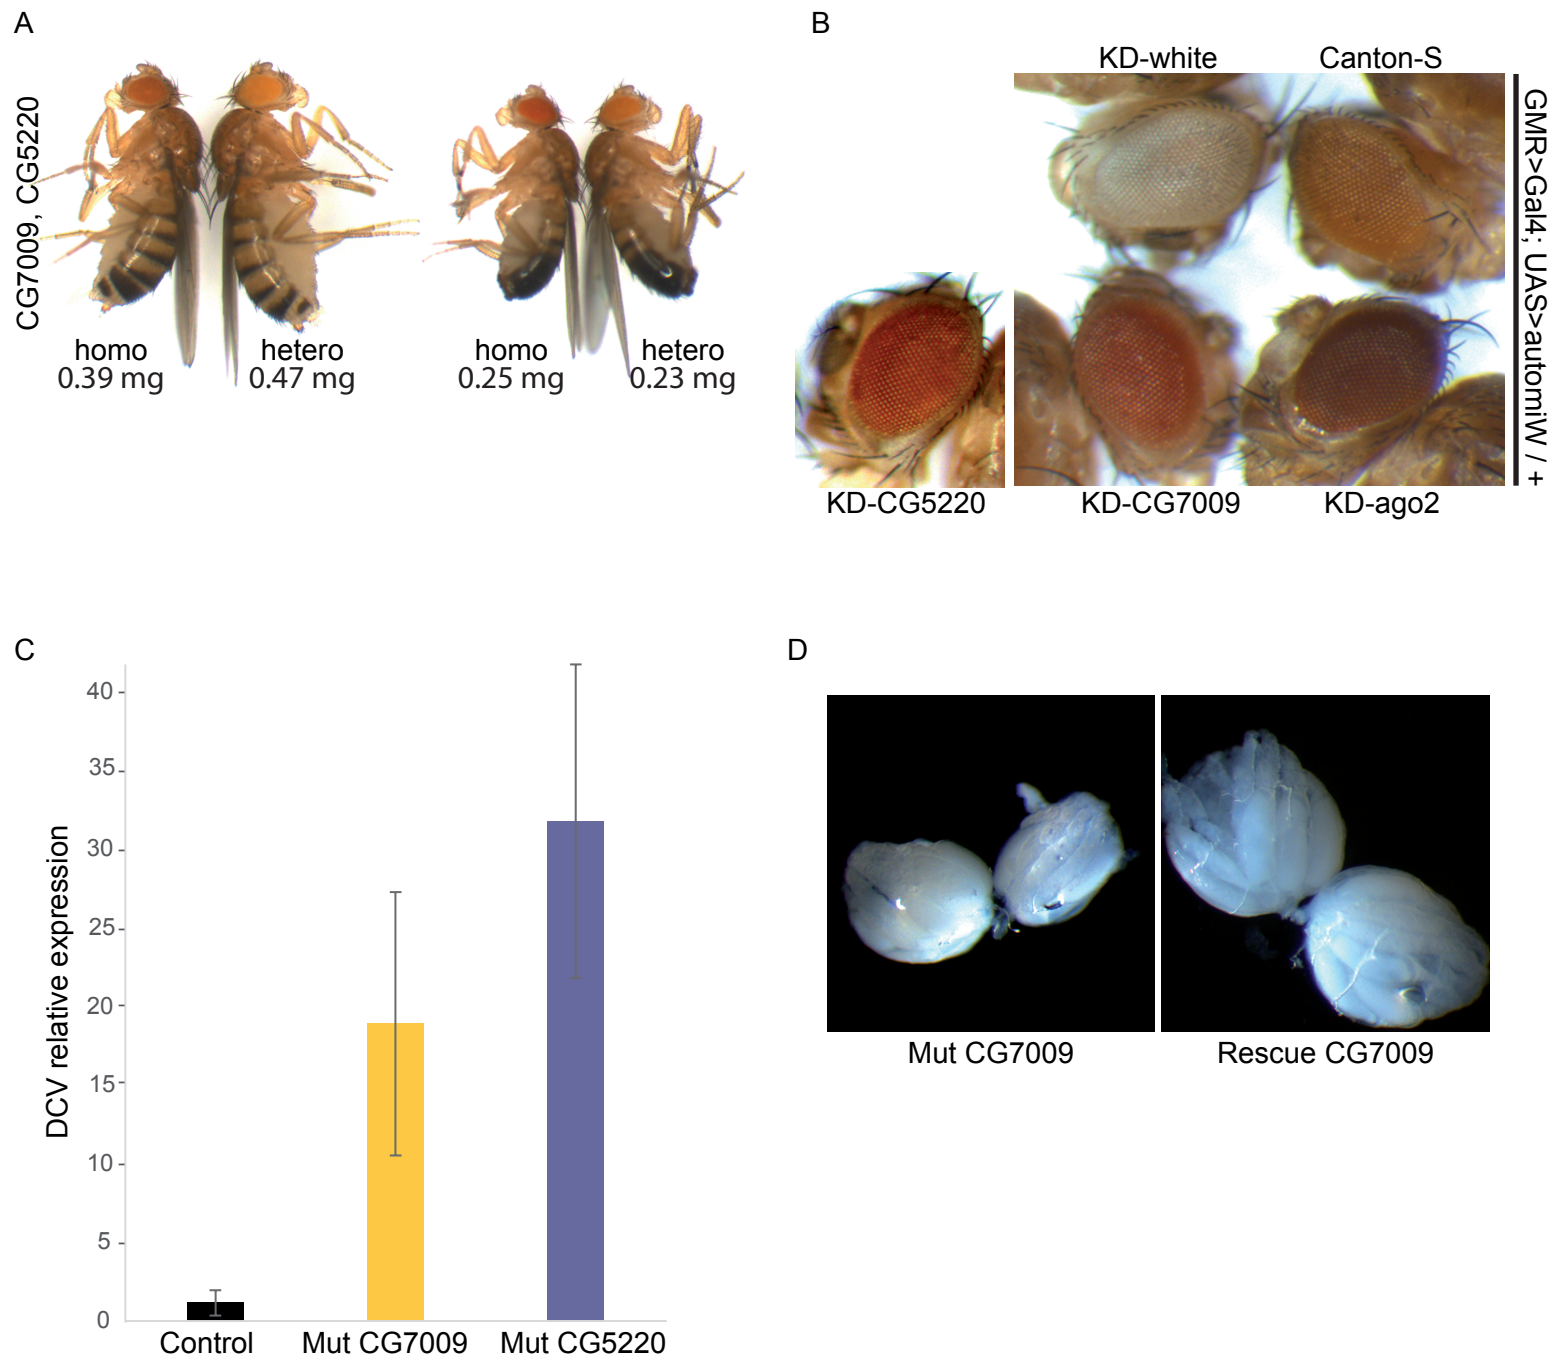 A
CG7009, CG5220
homo
0.39 mg
hetero
0.47 mg
homo
0.25 mg
hetero
0.23 mg
B
KD-white
Canton-S
KD-CG5220
KD-CG7009
KD-ago2
GMR>Gal4; UAS>automiW / +
C
DCV relative expression
40
35
30
25
20
15
10
5
0
Control
Mut CG7009
Mut CG5220
D
Mut CG7009
Rescue CG7009